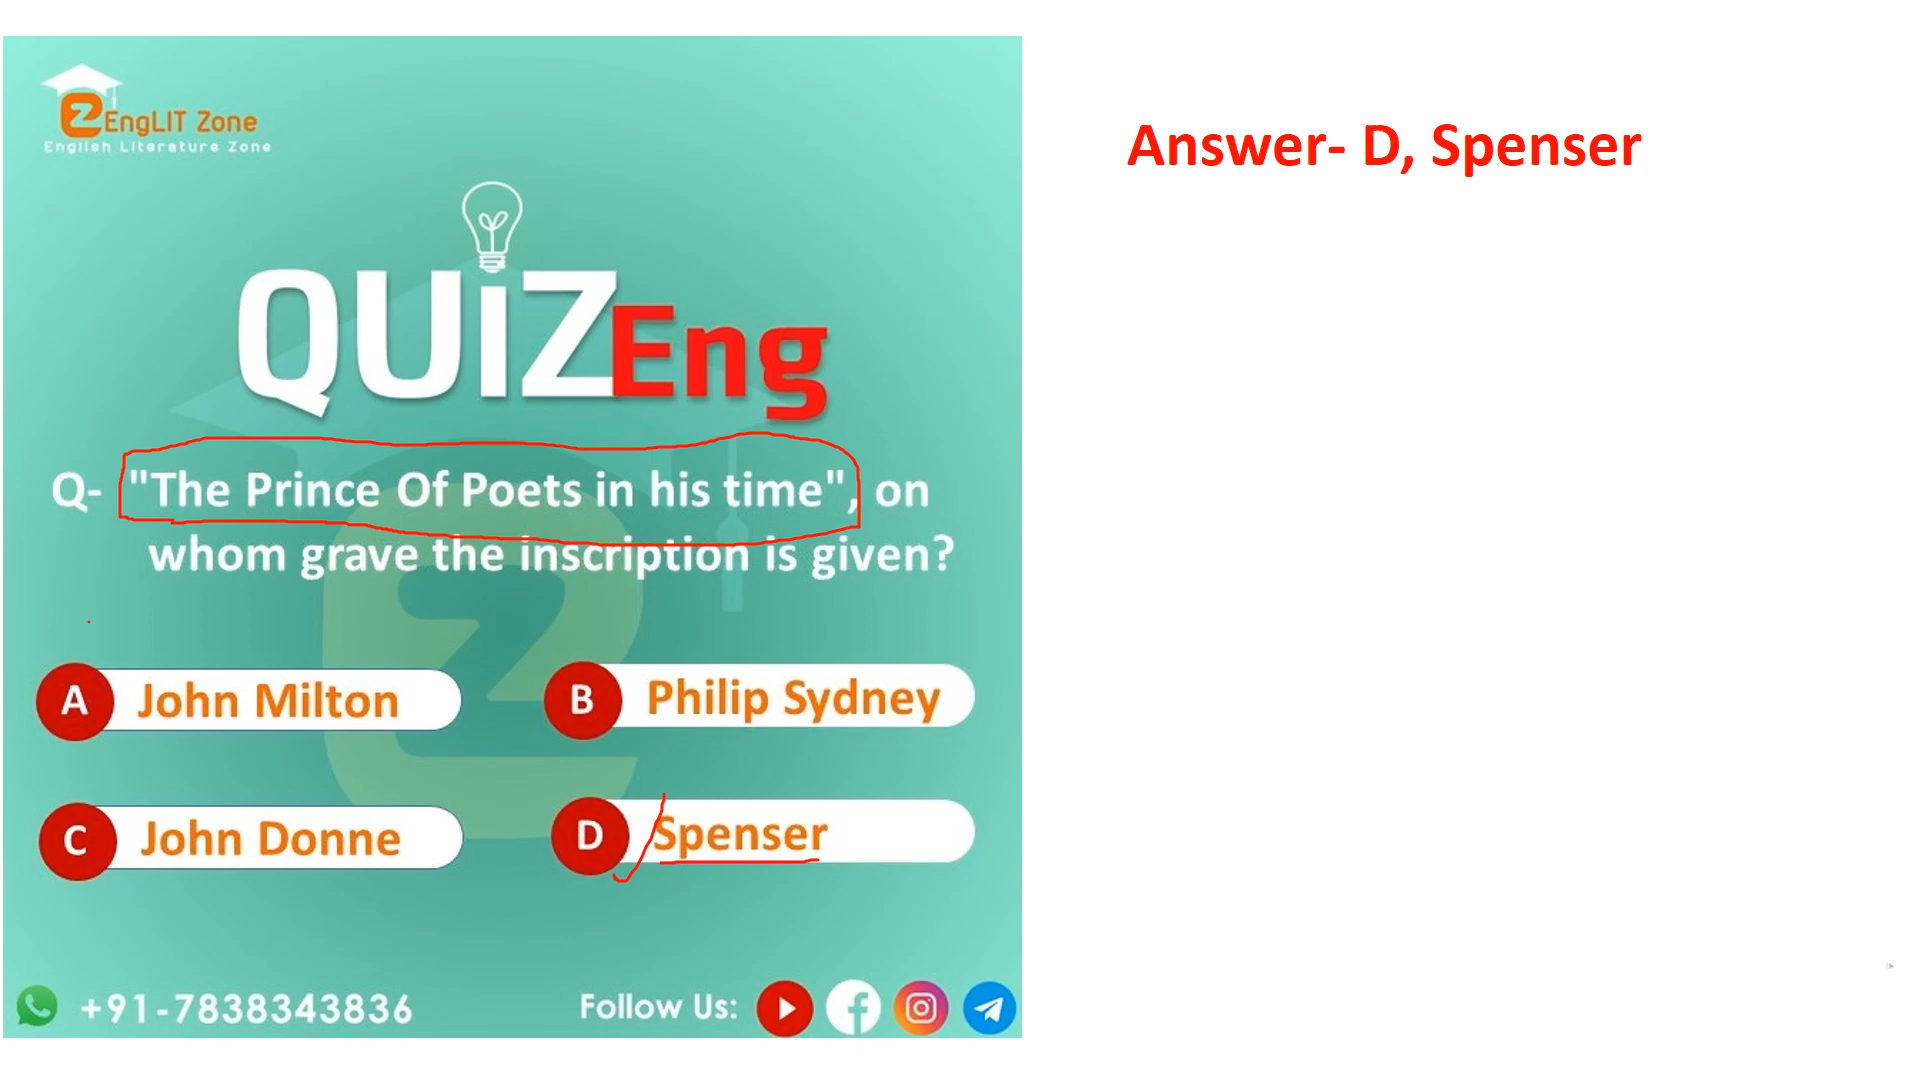 EngLIT Zone
English Literature Zone
QUiZEng
Q- "The Prince Of Poets in his time", on
whom grave the inscription is given?
A John Milton
B Philip Sydney
C John Donne
D Spenser
+91-7838343836
Follow Us:
Answer- D, Spenser